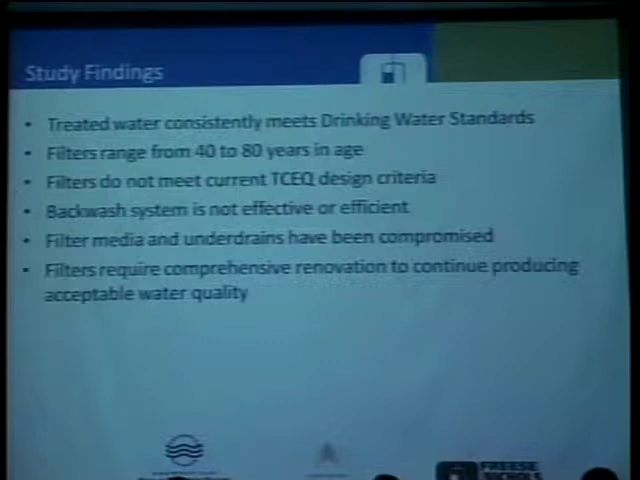 Study Findings
• Treated water consistently meets Drinking Water Standards
• Filters range from 40 to 80 years in age
• Filters do not meet current TCEQ design criteria
• Backwash system is not effective or efficient
• Filter media and underdrains have been compromised
• Filters require comprehensive renovation to continue producing
acceptable water quality
FREESE
NICHOLS